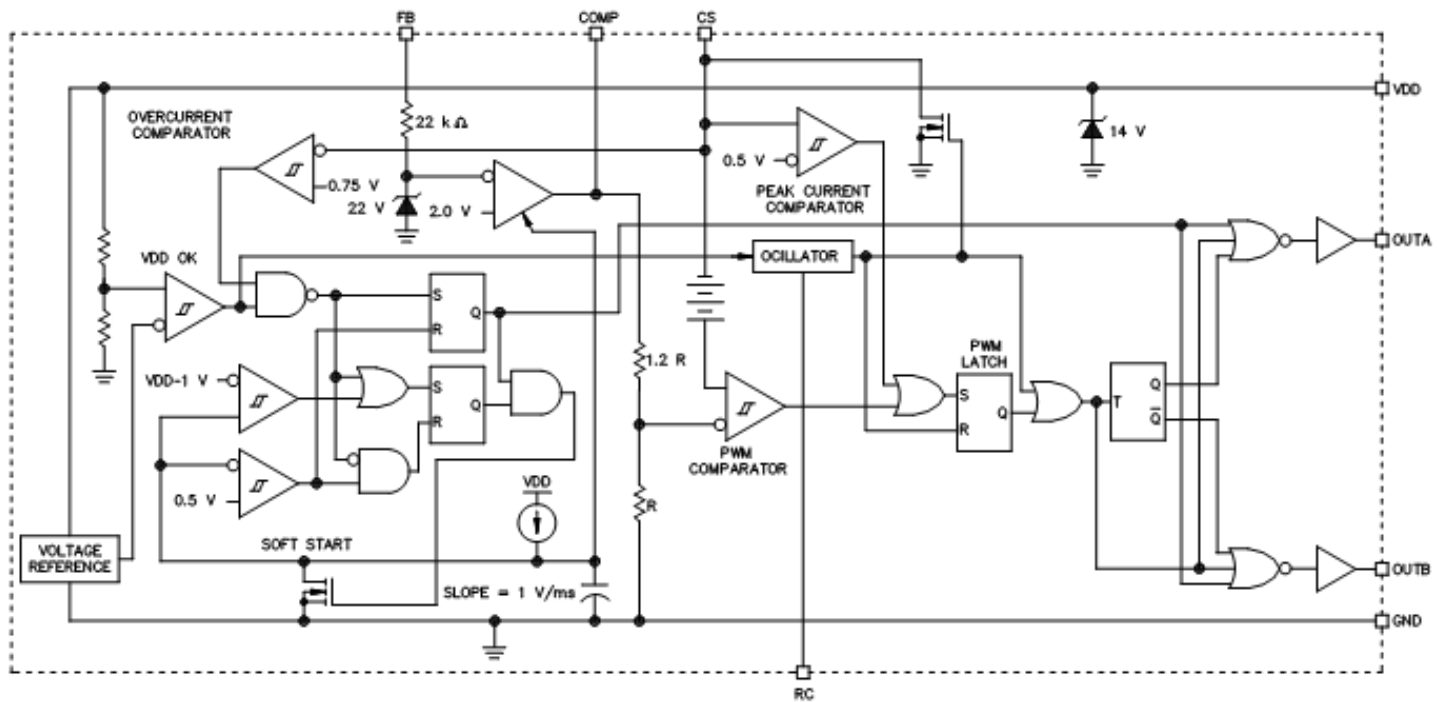 FB
COMP
CS
VDD
OVERCURRENT
COMPARATOR
22 k Ω
14 V
0.5 V
0.75 V
PEAK CURRENT
COMPARATOR
22 V
2.0 V
OUTA
VDD OK
OCILLATOR
S
Q
R
1.2 R
PWM
LATCH
VDD-1 V
S
Q
R
S
Q
R
T
Q
Q
PWM
COMPARATOR
0.5 V
VDD
R
VOLTAGE
REFERENCE
SOFT START
SLOPE = 1 V/ms
OUTB
GND
RC